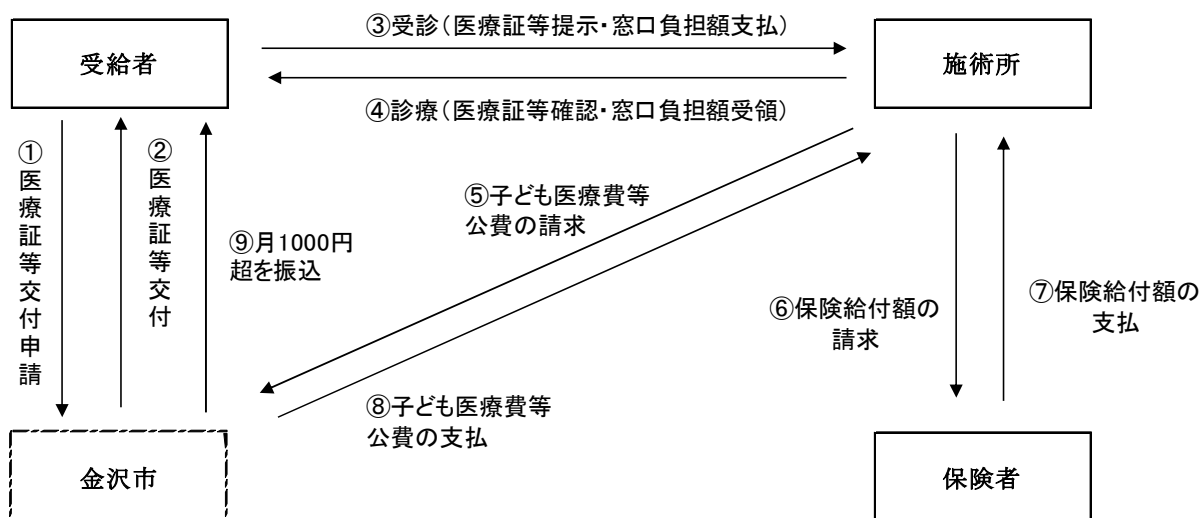 ③受診（医療証等提示・窓口負担額支払）
受給者
施術所
④診療（医療証等確認・窓口負担額受領）
①医療証等交付申請
②医療証等交付
⑨月1000円
超を振込
⑤子ども医療費等
公費の請求
⑥保険給付額の
請求
⑦保険給付額の
支払
⑧子ども医療費等
公費の支払
金沢市
保険者